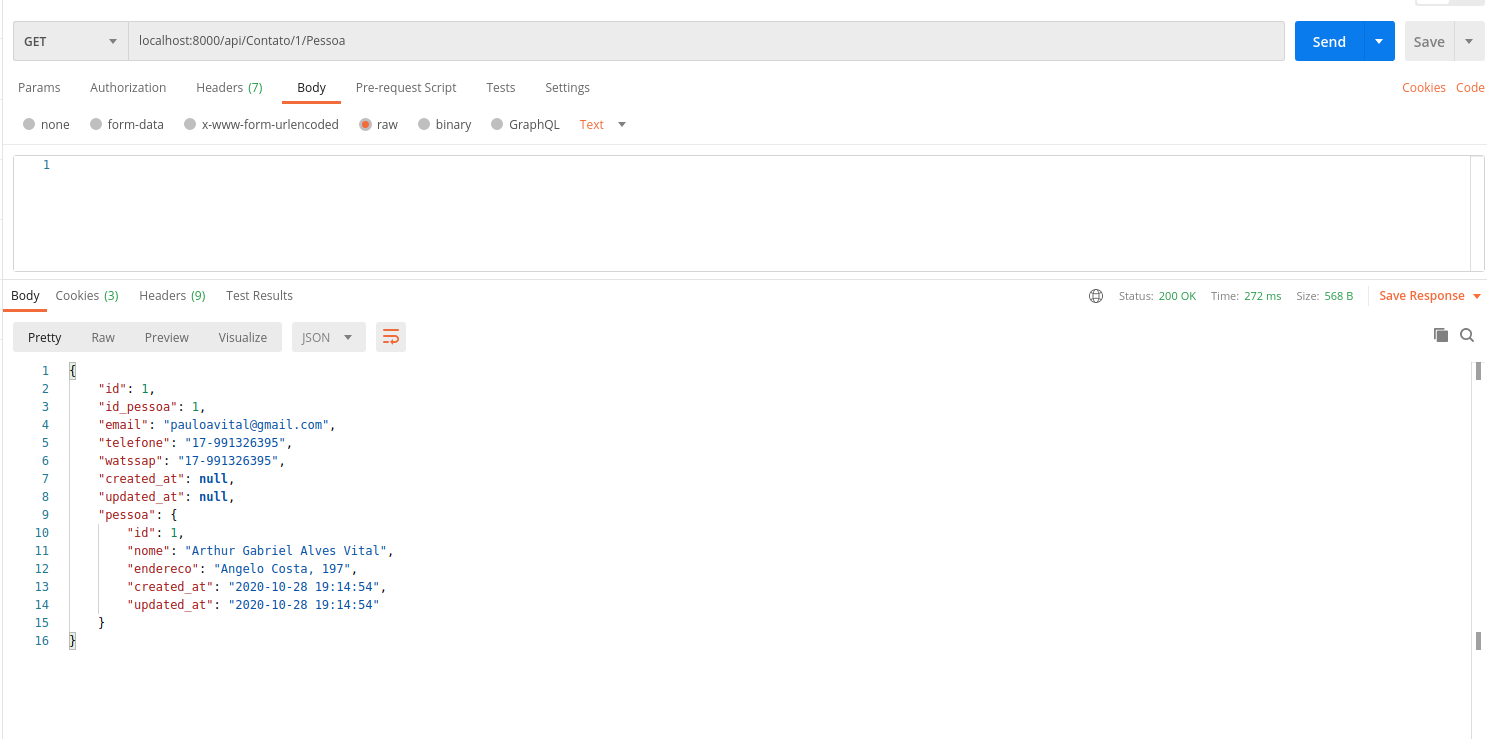 GET localhost:8000/api/Contato/1/Pessoa Send Save
Params Authorization Headers (7) Body Pre-request Script Tests Settings Cookies Code
none form-data x-www-form-urlencoded raw binary GraphQL Text
1
Body Cookies (3) Headers (9) Test Results Status: 200 OK Time: 272 ms Size: 568 B Save Response
Pretty Raw Preview Visualize JSON
1 {
2 "id": 1,
3 "id_pessoa": 1,
4 "email": "pauloavital@gmail.com",
5 "telefone": "17-991326395",
6 "watssap": "17-991326395",
7 "created_at": null,
8 "updated_at": null,
9 "pessoa": {
10 "id": 1,
11 "nome": "Arthur Gabriel Alves Vital",
12 "endereco": "Angelo Costa, 197",
13 "created_at": "2020-10-28 19:14:54",
14 "updated_at": "2020-10-28 19:14:54"
15 }
16 }